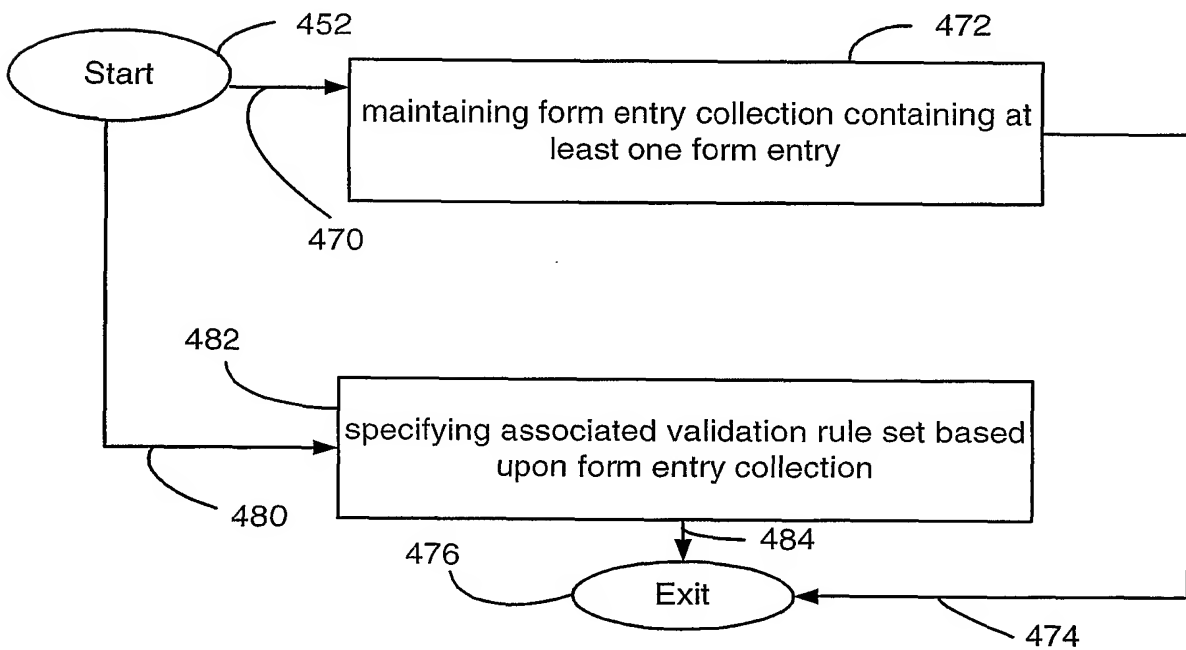 452
Start
472
maintaining form entry collection containing at
least one form entry
470
482
specifying associated validation rule set based
upon form entry collection
480
484
476
Exit
474